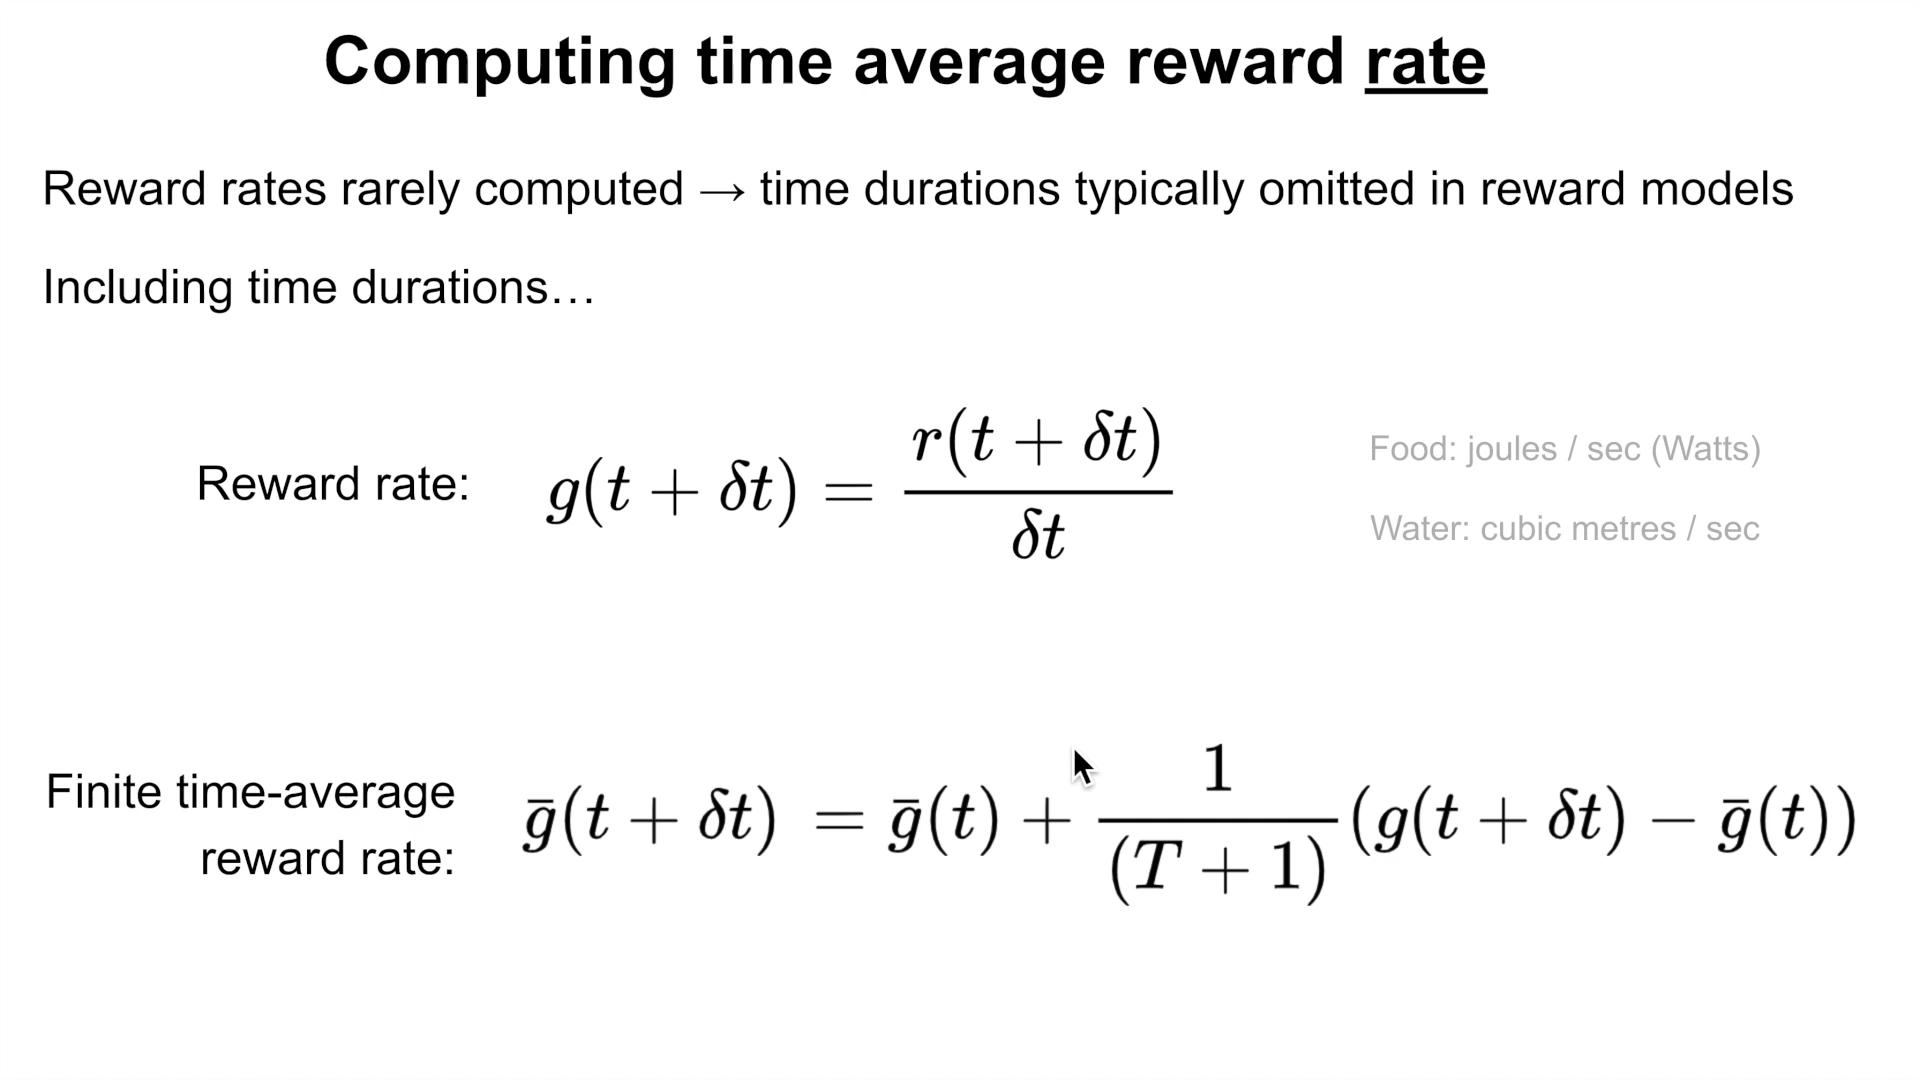 Computing time average reward rate
Reward rates rarely computed → time durations typically omitted in reward models
Including time durations…
Reward rate: g(t + δt) = r(t + δt) / δt
Food: joules / sec (Watts)
Water: cubic metres / sec
Finite time-average
reward rate:
ḡ(t + δt) = ḡ(t) + 1 / (T + 1) (g(t + δt) − ḡ(t))